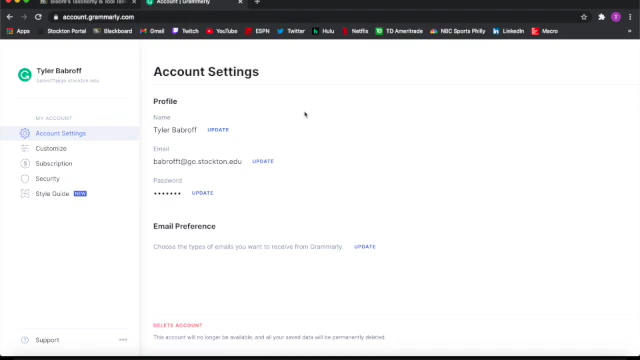 Bloom's Taxonomy & Tool Tem
Account | Grammarly
account.grammarly.com
Apps Stockton Portal Blackboard Gmail Twitch YouTube ESPN Twitter Hulu Netflix TD Ameritrade NBC Sports Philly LinkedIn Macro
Tyler Babroff
babrofft@go.stockton.edu
MY ACCOUNT
Account Settings
Customize
Subscription
Security
Style Guide NEW
Support
Account Settings
Profile
Name
Tyler Babroff UPDATE
Email
babrofft@go.stockton.edu UPDATE
Password
••••••• UPDATE
Email Preference
Choose the types of emails you want to receive from Grammarly. UPDATE
DELETE ACCOUNT
This account will no longer be available, and all your saved data will be permanently deleted.